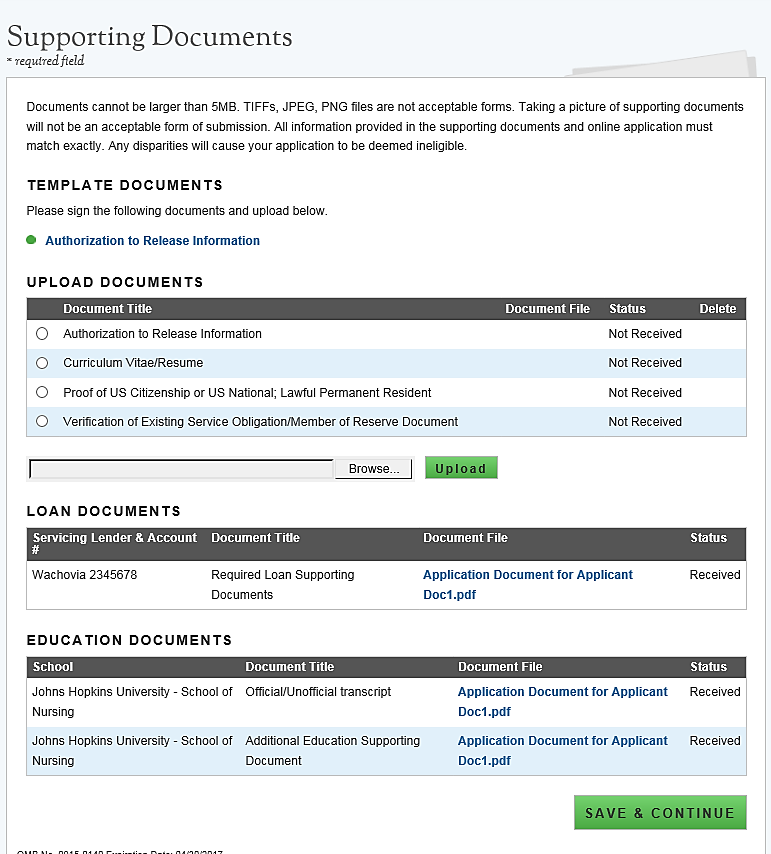 Supporting Documents
* required field
Documents cannot be larger than 5MB. TIFFs, JPEG, PNG files are not acceptable forms. Taking a picture of supporting documents
will not be an acceptable form of submission. All information provided in the supporting documents and online application must
match exactly. Any disparities will cause your application to be deemed ineligible.
TEMPLATE DOCUMENTS
Please sign the following documents and upload below.
Authorization to Release Information
UPLOAD DOCUMENTS
Document Title Document File Status Delete
Authorization to Release Information Not Received
Curriculum Vitae/Resume Not Received
Proof of US Citizenship or US National; Lawful Permanent Resident Not Received
Verification of Existing Service Obligation/Member of Reserve Document Not Received
Browse... Upload
LOAN DOCUMENTS
Servicing Lender & Account Document Title Document File Status
#
Wachovia 2345678 Required Loan Supporting Application Document for Applicant Received
Documents Doc1.pdf
EDUCATION DOCUMENTS
School Document Title Document File Status
Johns Hopkins University - School of Official/Unofficial transcript Application Document for Applicant Received
Nursing Doc1.pdf
Johns Hopkins University - School of Additional Education Supporting Application Document for Applicant Received
Nursing Document Doc1.pdf
SAVE & CONTINUE